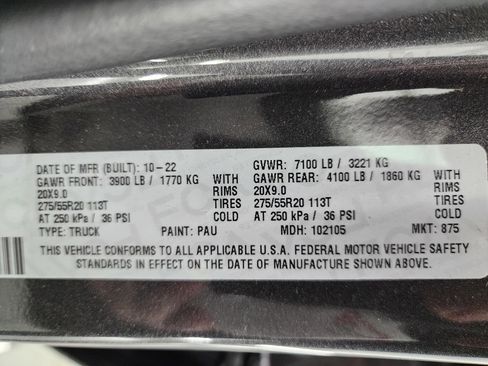 DATE OF MFR (BUILT): 10-22 GVWR: 7100 LB / 3221 KG
GAWR FRONT: 3900 LB / 1770 KG WITH GAWR REAR: 4100 LB / 1860 KG WITH
20X9.0 RIMS 20X9.0 RIMS
275/55R20 113T TIRES 275/55R20 113T TIRES
AT 250 kPa / 36 PSI COLD AT 250 kPa / 36 PSI COLD
TYPE: TRUCK PAINT: PAU MDH: 102105 MKT: 875
THIS VEHICLE CONFORMS TO ALL APPLICABLE U.S.A. FEDERAL MOTOR VEHICLE SAFETY
STANDARDS IN EFFECT ON THE DATE OF MANUFACTURE SHOWN ABOVE.